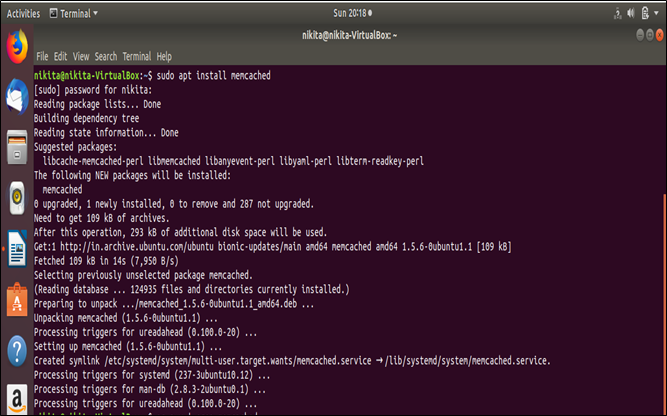 Activities Terminal Sun 20:18
nikita@nikita-VirtualBox: ~
File Edit View Search Terminal Help
nikita@nikita-VirtualBox:~$ sudo apt install memcached
[sudo] password for nikita:
Reading package lists... Done
Building dependency tree
Reading state information... Done
Suggested packages:
libcache-memcached-perl libmemcached libanyevent-perl libyaml-perl libterm-readkey-perl
The following NEW packages will be installed:
memcached
0 upgraded, 1 newly installed, 0 to remove and 287 not upgraded.
Need to get 109 kB of archives.
After this operation, 293 kB of additional disk space will be used.
Get:1 http://in.archive.ubuntu.com/ubuntu bionic-updates/main amd64 memcached amd64 1.5.6-0ubuntu1.1 [109 kB]
Fetched 109 kB in 14s (7,950 B/s)
Selecting previously unselected package memcached.
(Reading database ... 124935 files and directories currently installed.)
Preparing to unpack .../memcached_1.5.6-0ubuntu1.1_amd64.deb ...
Unpacking memcached (1.5.6-0ubuntu1.1) ...
Processing triggers for ureadahead (0.100.0-20) ...
Setting up memcached (1.5.6-0ubuntu1.1) ...
Created symlink /etc/systemd/system/multi-user.target.wants/memcached.service → /lib/systemd/system/memcached.service.
Processing triggers for systemd (237-3ubuntu10.12) ...
Processing triggers for man-db (2.8.3-2ubuntu0.1) ...
Processing triggers for ureadahead (0.100.0-20) ...